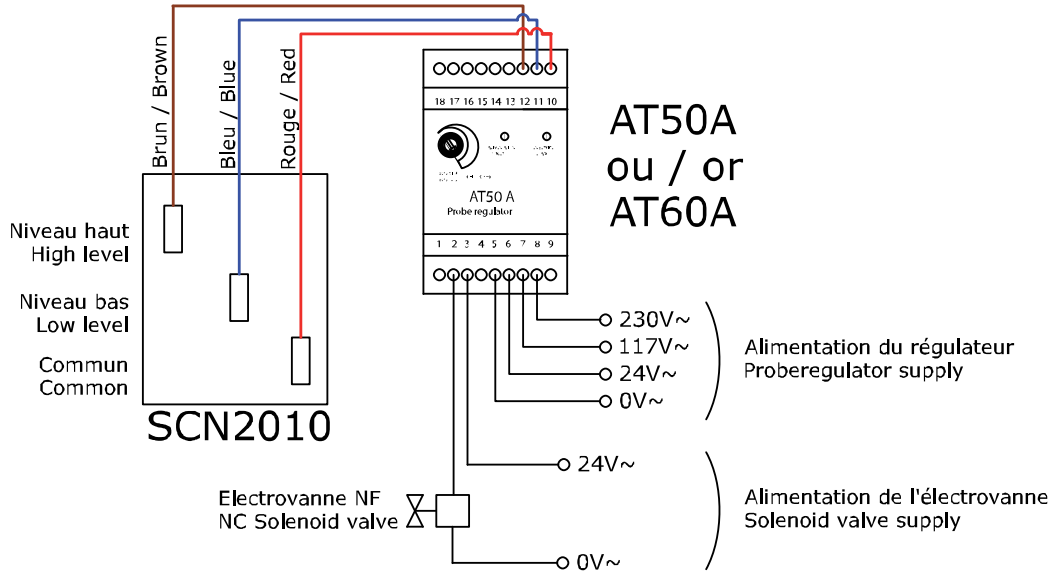 Brun / Brown
Bleu / Blue
Rouge / Red
18 17 16 15 14 13 12 11 10
AT50 A
Probe regulator
1 2 3 4 5 6 7 8 9
AT50A
ou / or
AT60A
Niveau haut
High level
Niveau bas
Low level
Commun
Common
SCN2010
230V~
117V~
24V~
0V~
Alimentation du régulateur
Proberegulator supply
24V~
Electrovanne NF
NC Solenoid valve
0V~
Alimentation de l'électrovanne
Solenoid valve supply